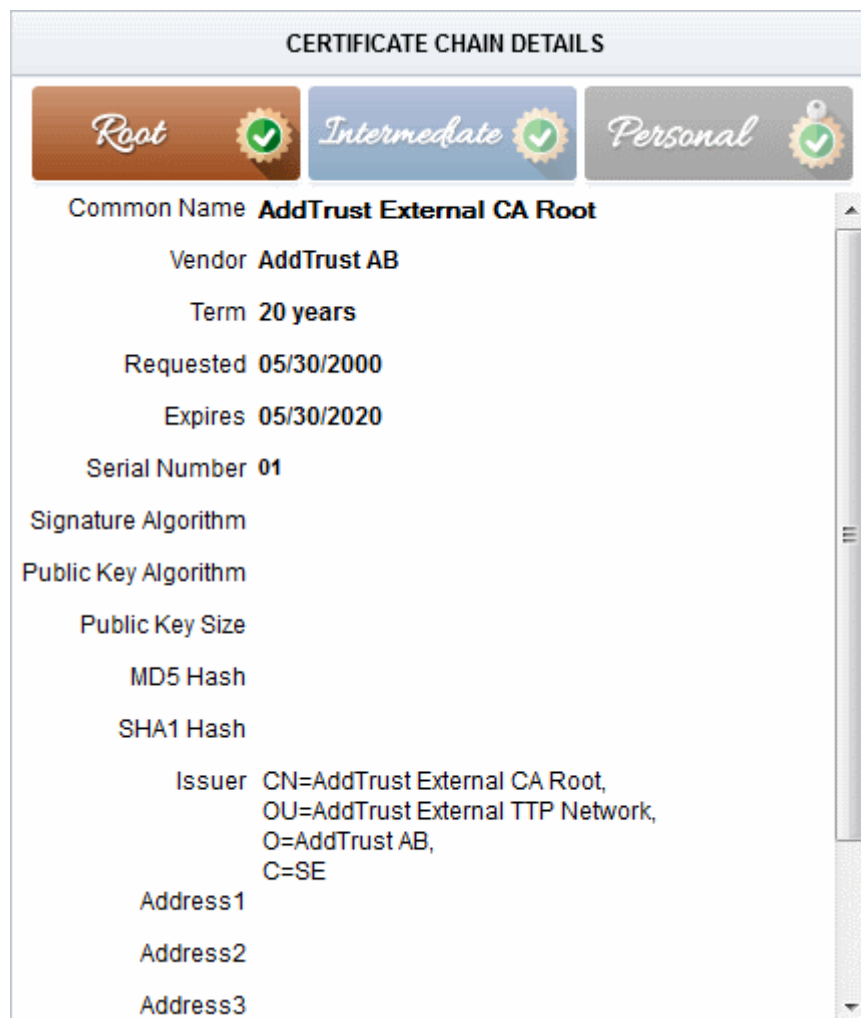 CERTIFICATE CHAIN DETAILS
Root Intermediate Personal
Common Name AddTrust External CA Root
Vendor AddTrust AB
Term 20 years
Requested 05/30/2000
Expires 05/30/2020
Serial Number 01
Signature Algorithm
Public Key Algorithm
Public Key Size
MD5 Hash
SHA1 Hash
Issuer CN=AddTrust External CA Root,
OU=AddTrust External TTP Network,
O=AddTrust AB,
C=SE
Address1
Address2
Address3